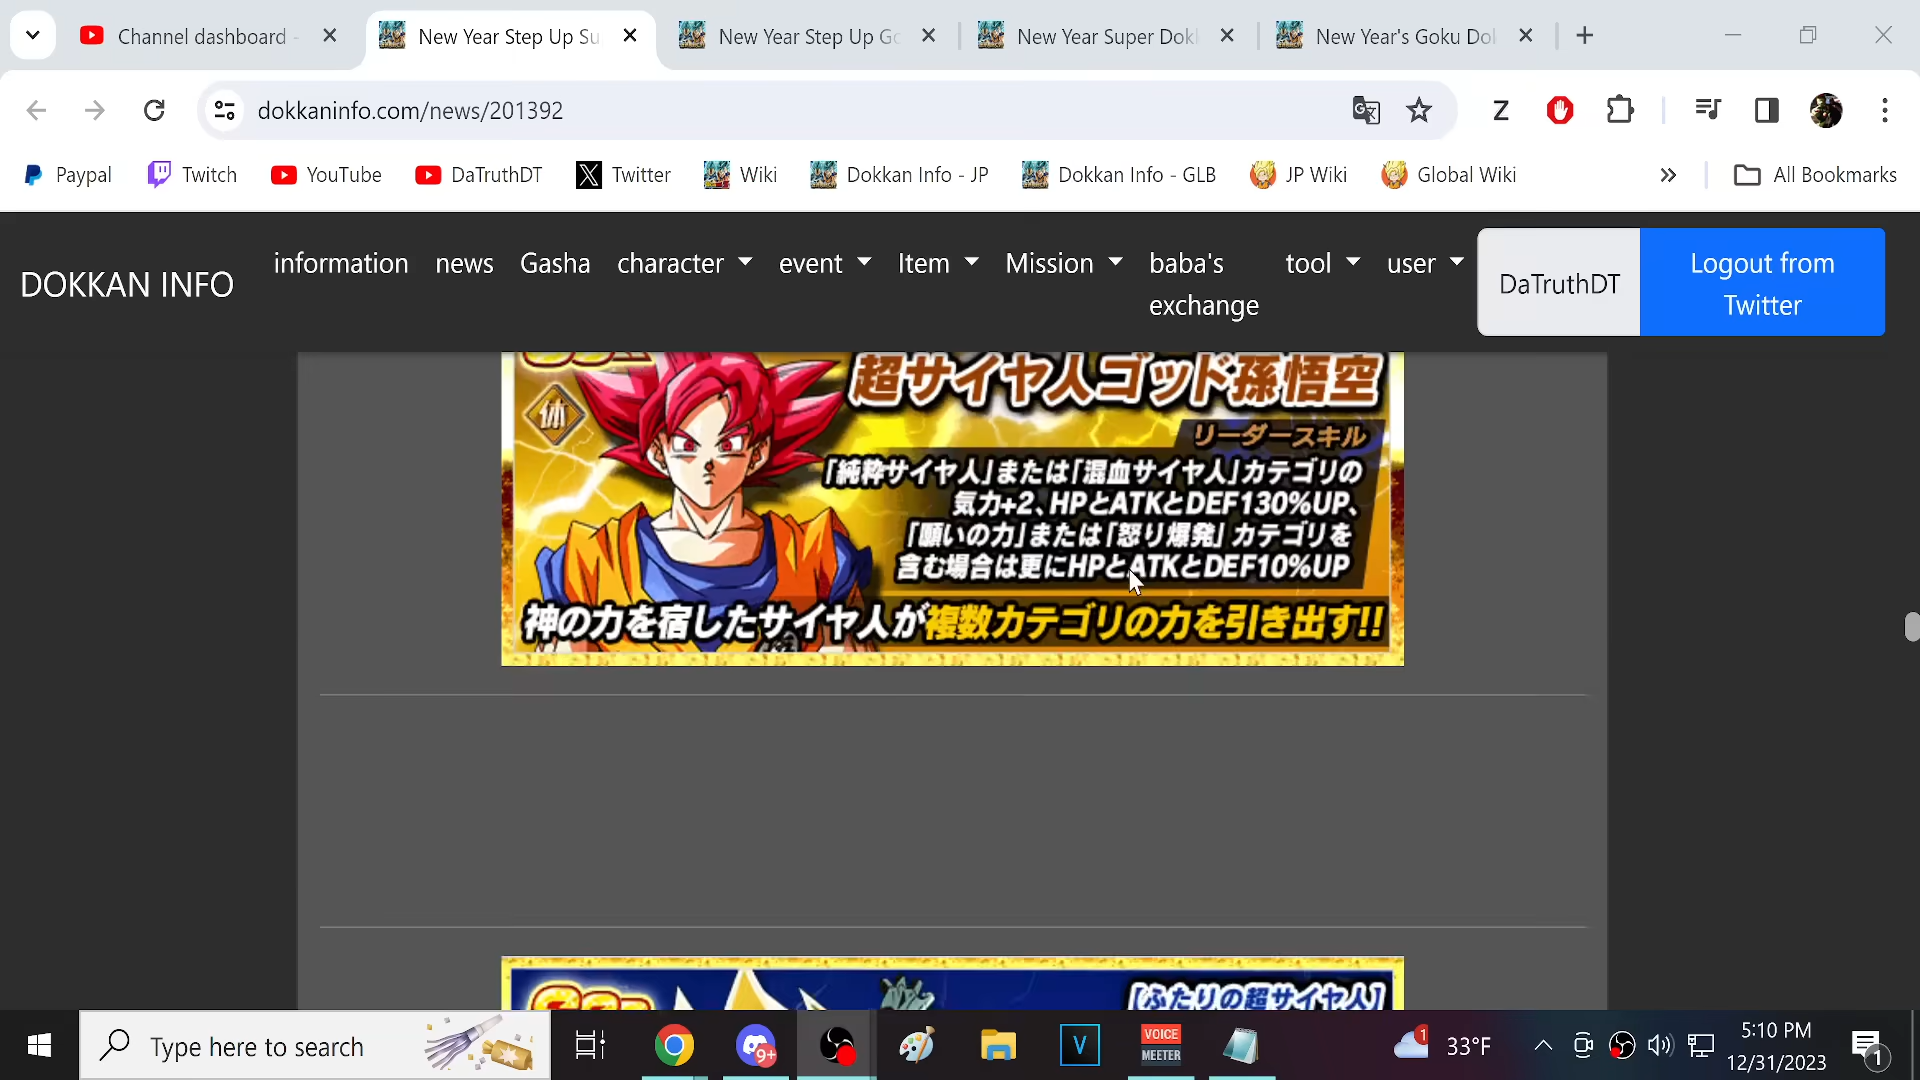 Channel dashboard -
New Year Step Up Su
New Year Step Up Go
New Year Super Dokk
New Year's Goku Dol
dokkaninfo.com/news/201392
Z
Paypal
Twitch
YouTube
DaTruthDT
Twitter
Wiki
Dokkan Info - JP
Dokkan Info - GLB
JP Wiki
Global Wiki
»
All Bookmarks
DOKKAN INFO
information
news
Gasha
character
event
Item
Mission
baba's
exchange
tool
user
DaTruthDT
Logout from
Twitter
超サイヤ人ゴッド孫悟空
体
リーダースキル
「純粋サイヤ人」または「混血サイヤ人」カテゴリの
気力+2、HPとATKとDEF130%UP、
「願いの力」または「怒り爆発」カテゴリを
含む場合は更にHPとATKとDEF10%UP
神の力を宿したサイヤ人が複数カテゴリの力を引き出す!!
[ふたりの超サイヤ人]
Type here to search
9+
V
VOICE
MEETER
1
33°F
5:10 PM
12/31/2023
1